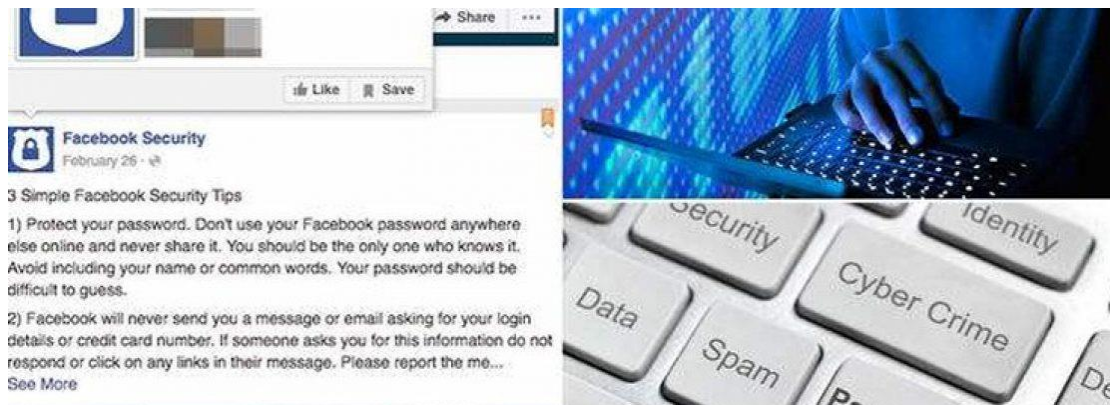 Share
Like Save
Facebook Security
February 26
3 Simple Facebook Security Tips
1) Protect your password. Don't use your Facebook password anywhere
else online and never share it. You should be the only one who knows it.
Avoid including your name or common words. Your password should be
difficult to guess.
2) Facebook will never send you a message or email asking for your login
details or credit card number. If someone asks you for this information do not
respond or click on any links in their message. Please report the me...
See More
Security
Identity
Data
Cyber Crime
Spam